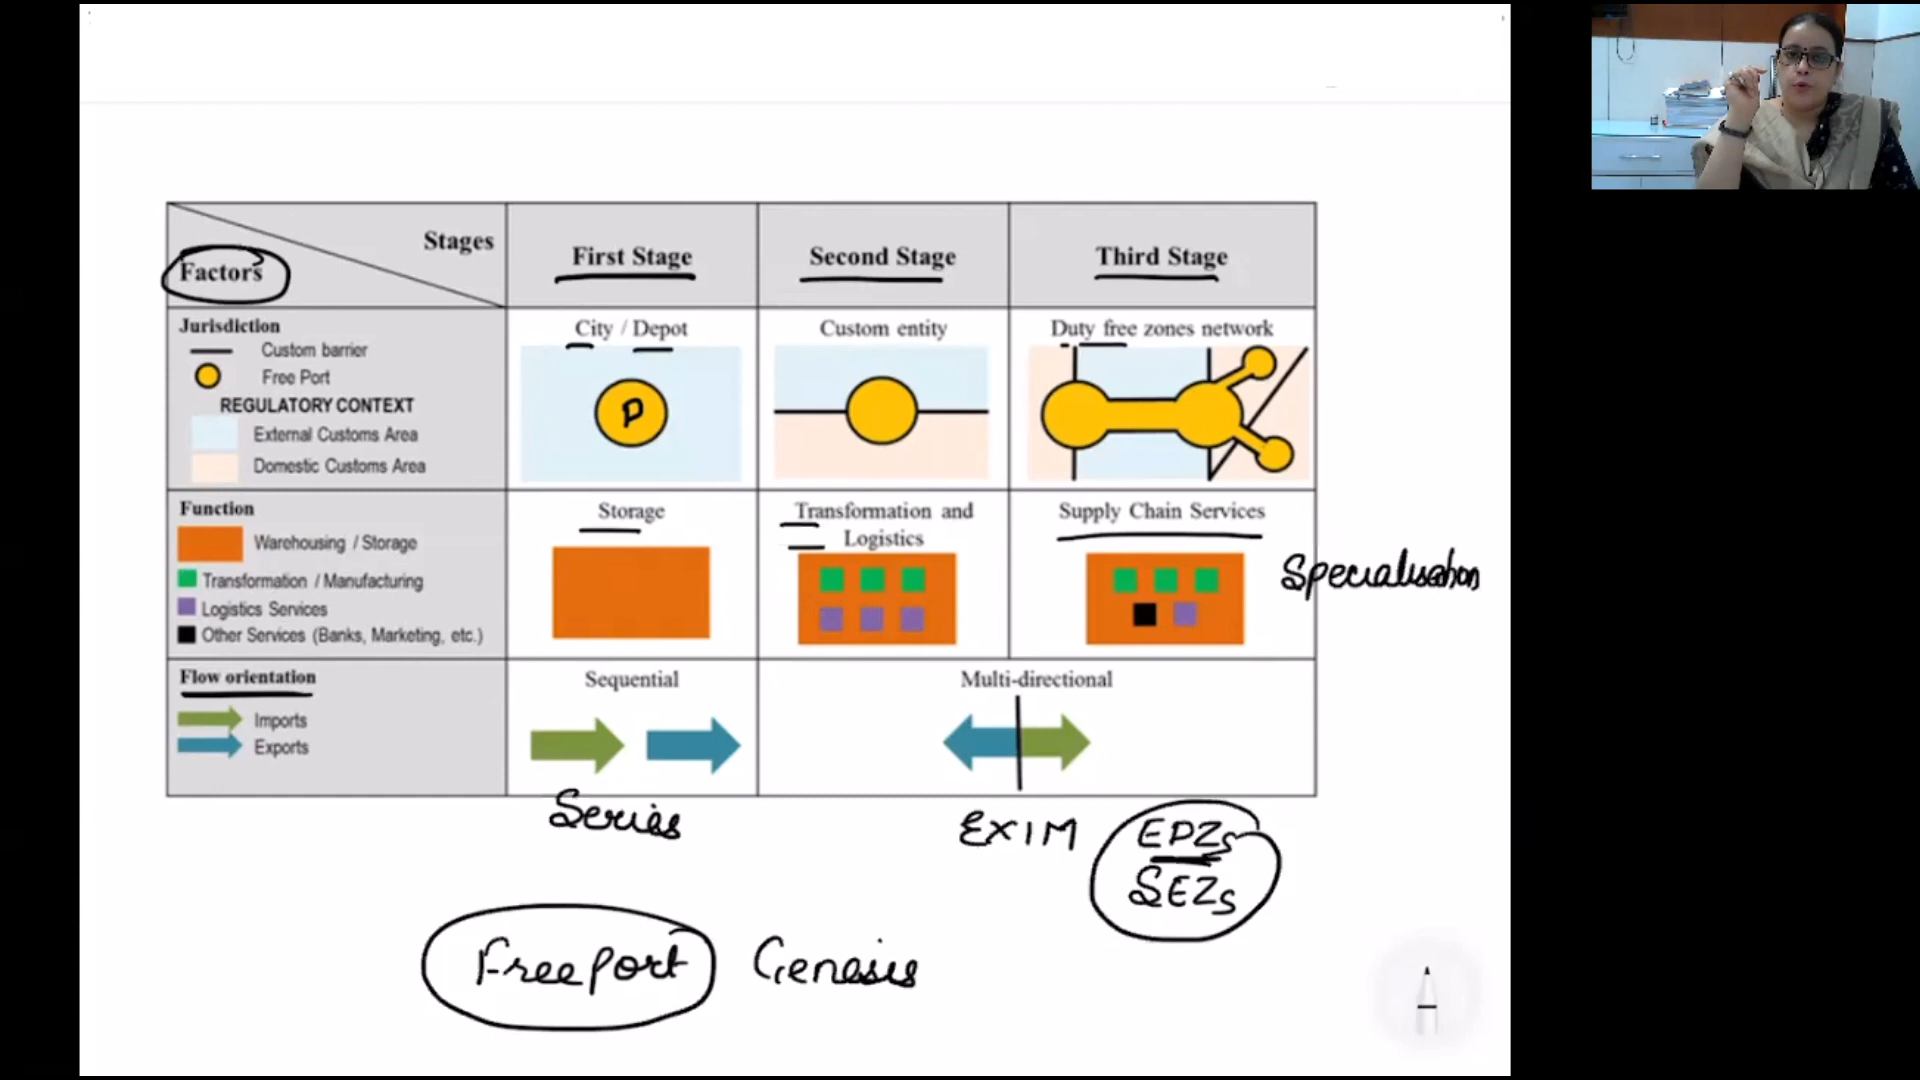 Stages
Factors
First Stage
Second Stage
Third Stage
Jurisdiction
Custom barrier
Free Port
REGULATORY CONTEXT
External Customs Area
Domestic Customs Area
City / Depot
P
Custom entity
Duty free zones network
Function
Warehousing / Storage
Transformation / Manufacturing
Logistics Services
Other Services (Banks, Marketing, etc.)
Storage
Transformation and
Logistics
Supply Chain Services
Specialisation
Flow orientation
Imports
Exports
Sequential
Multi-directional
Series
EXIM
EPZs
SEZs
Freeport Genesis